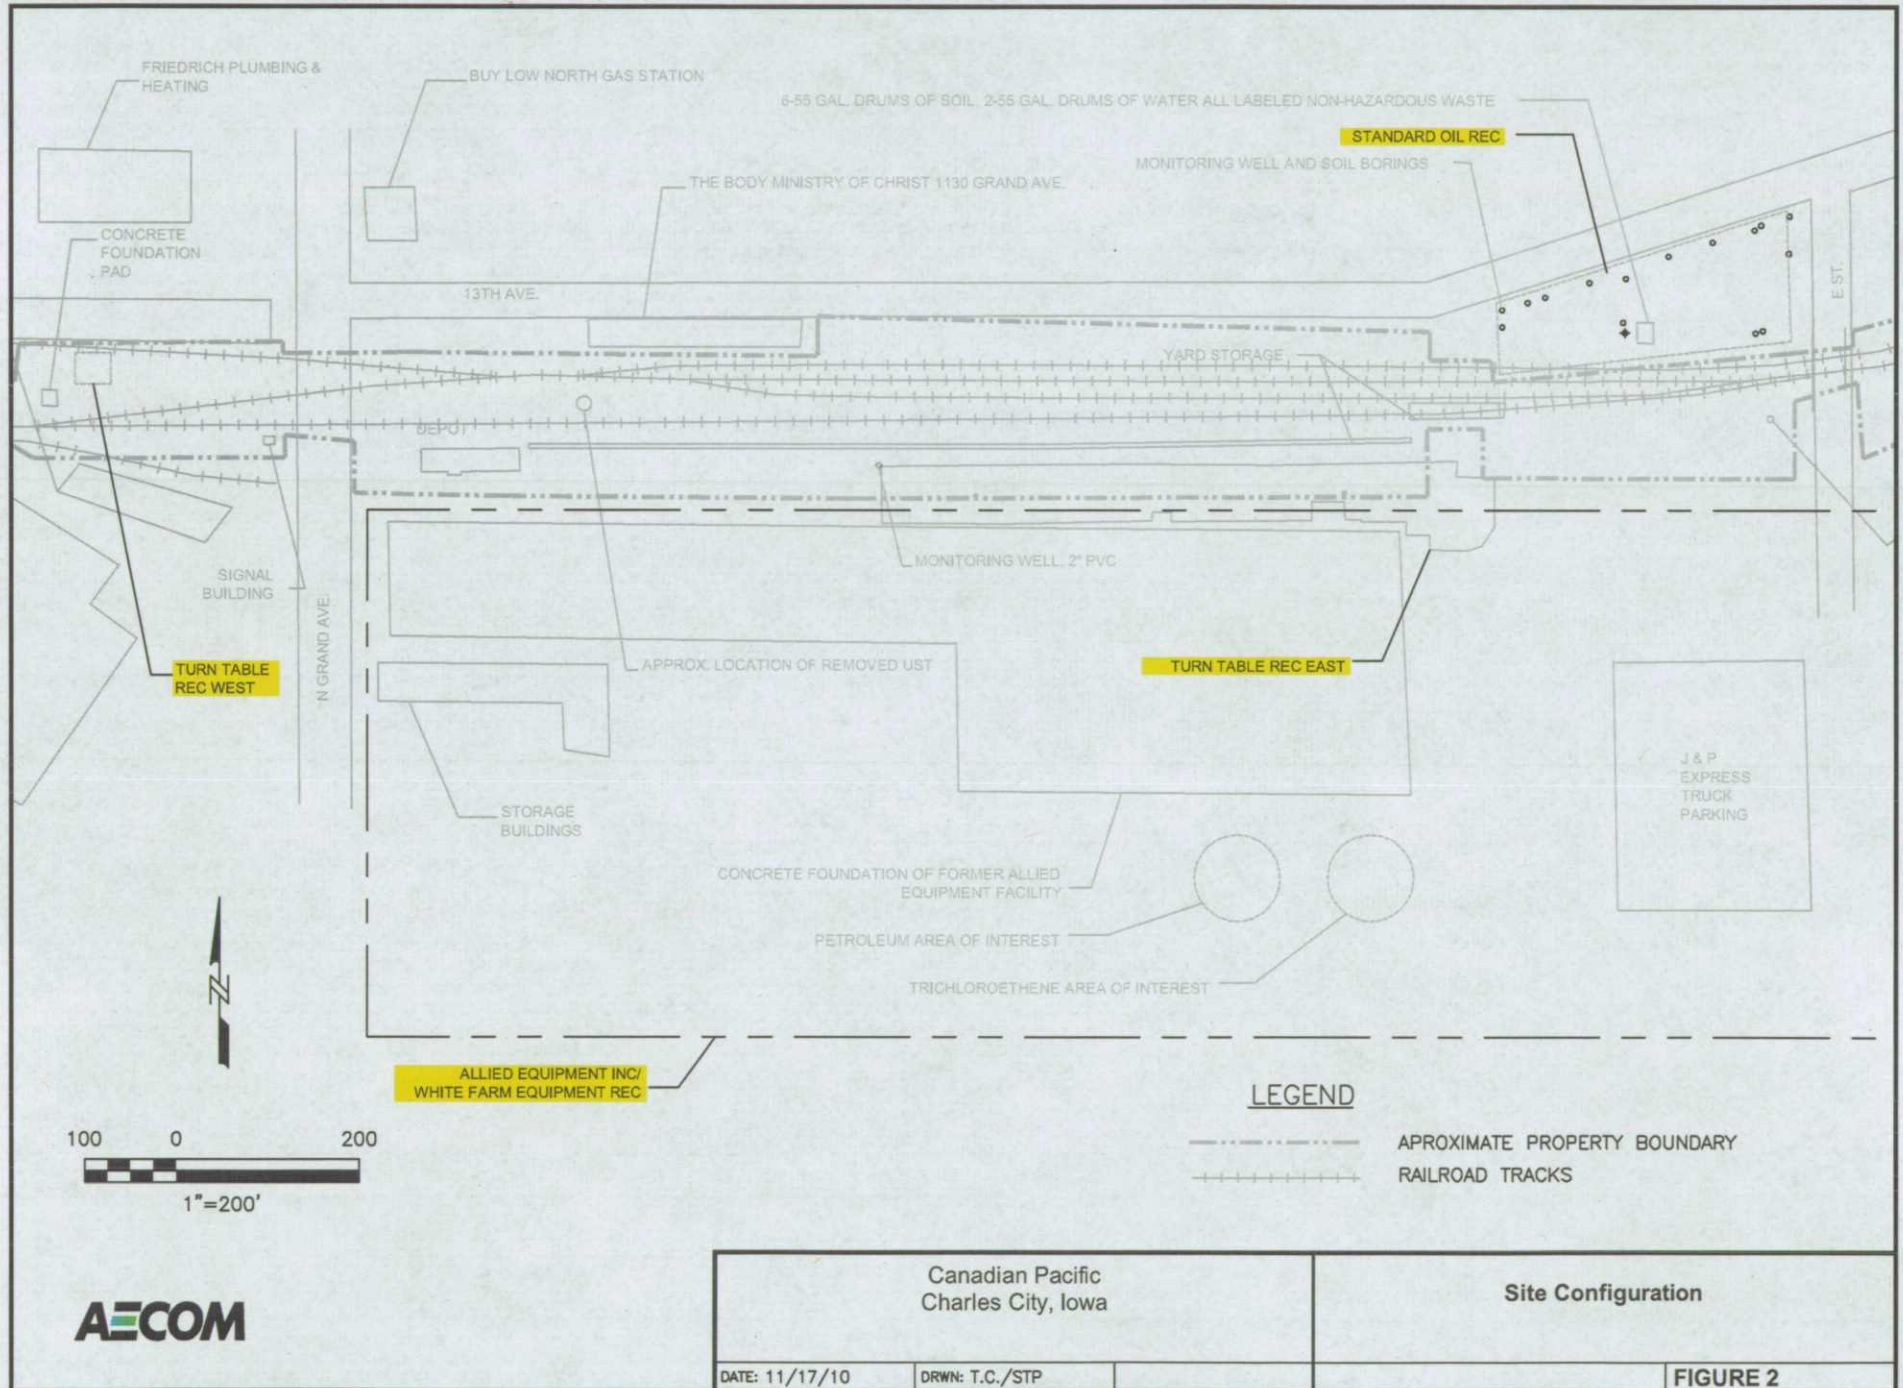 FRIEDRICH PLUMBING &
HEATING
BUY LOW NORTH GAS STATION
6-55 GAL. DRUMS OF SOIL, 2-55 GAL. DRUMS OF WATER ALL LABELED NON-HAZARDOUS WASTE
STANDARD OIL REC
MONITORING WELL AND SOIL BORINGS
THE BODY MINISTRY OF CHRIST 1130 GRAND AVE.
CONCRETE
FOUNDATION
PAD
13TH AVE.
E ST.
YARD STORAGE
DEPOT
SIGNAL
BUILDING
N GRAND AVE.
MONITORING WELL, 2" PVC
TURN TABLE
REC WEST
APPROX. LOCATION OF REMOVED UST
TURN TABLE REC EAST
STORAGE
BUILDINGS
J & P
EXPRESS
TRUCK
PARKING
CONCRETE FOUNDATION OF FORMER ALLIED
EQUIPMENT FACILITY
PETROLEUM AREA OF INTEREST
TRICHLOROETHENE AREA OF INTEREST
N
ALLIED EQUIPMENT INC/
WHITE FARM EQUIPMENT REC
LEGEND
APROXIMATE PROPERTY BOUNDARY
RAILROAD TRACKS
100 0 200
1"=200'
AECOM
Canadian Pacific
Charles City, Iowa
Site Configuration
DATE: 11/17/10
DRWN: T.C./STP
FIGURE 2